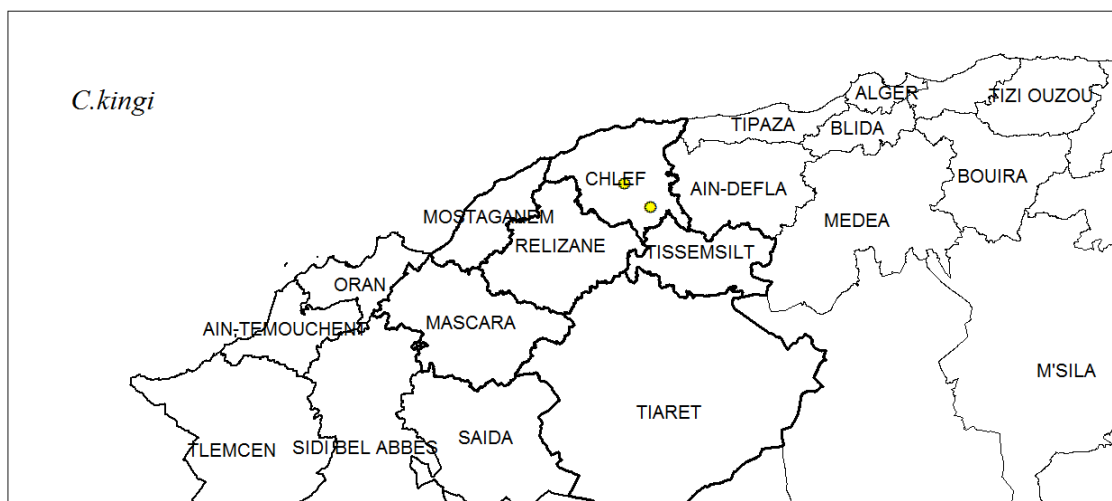 C.kingi
ALGER
TIZI OUZOU
TIPAZA
BLIDA
CHLEF
AIN-DEFLA
BOUIRA
MOSTAGANEM
MEDEA
RELIZANE
TISSEMSILT
ORAN
AIN-TEMOUCHENT
MASCARA
M'SILA
TIARET
SAIDA
TLEMCEN
SIDI BEL ABBES